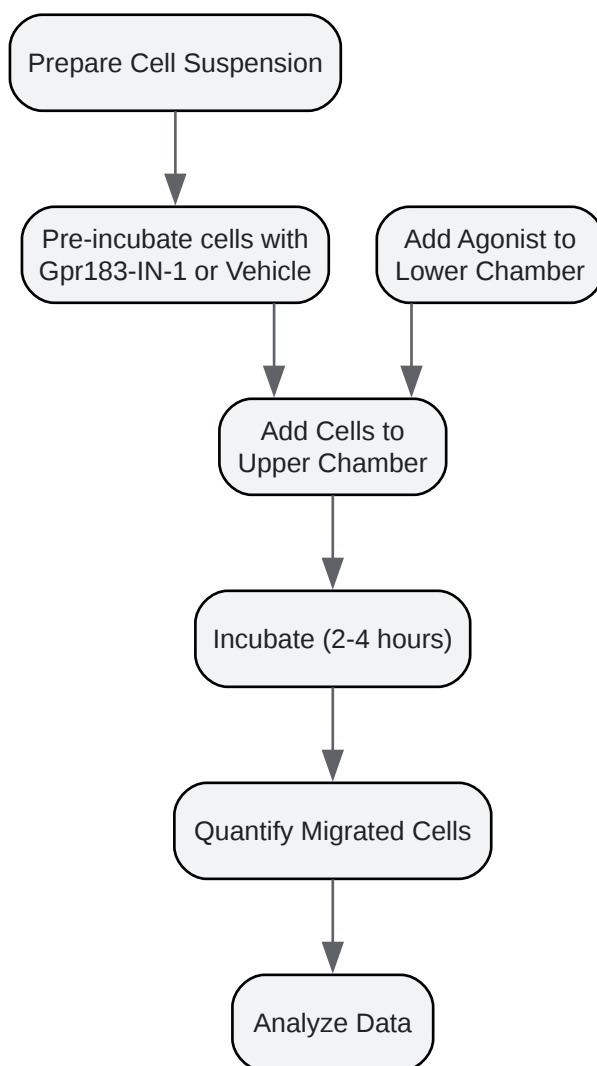 Prepare Cell Suspension
Pre-incubate cells with
Gpr183-IN-1 or Vehicle
Add Agonist to
Lower Chamber
Add Cells to
Upper Chamber
Incubate (2-4 hours)
Quantify Migrated Cells
Analyze Data